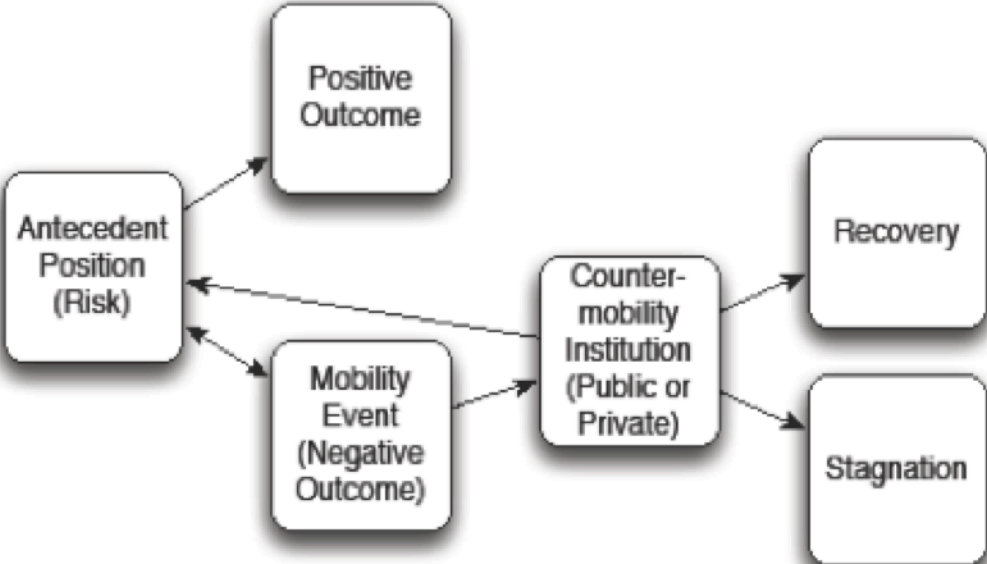 Positive
Outcome
Antecedent
Position
(Risk)
Mobility
Event
(Negative
Outcome)
Counter-
mobility
Institution
(Public or
Private)
Recovery
Stagnation